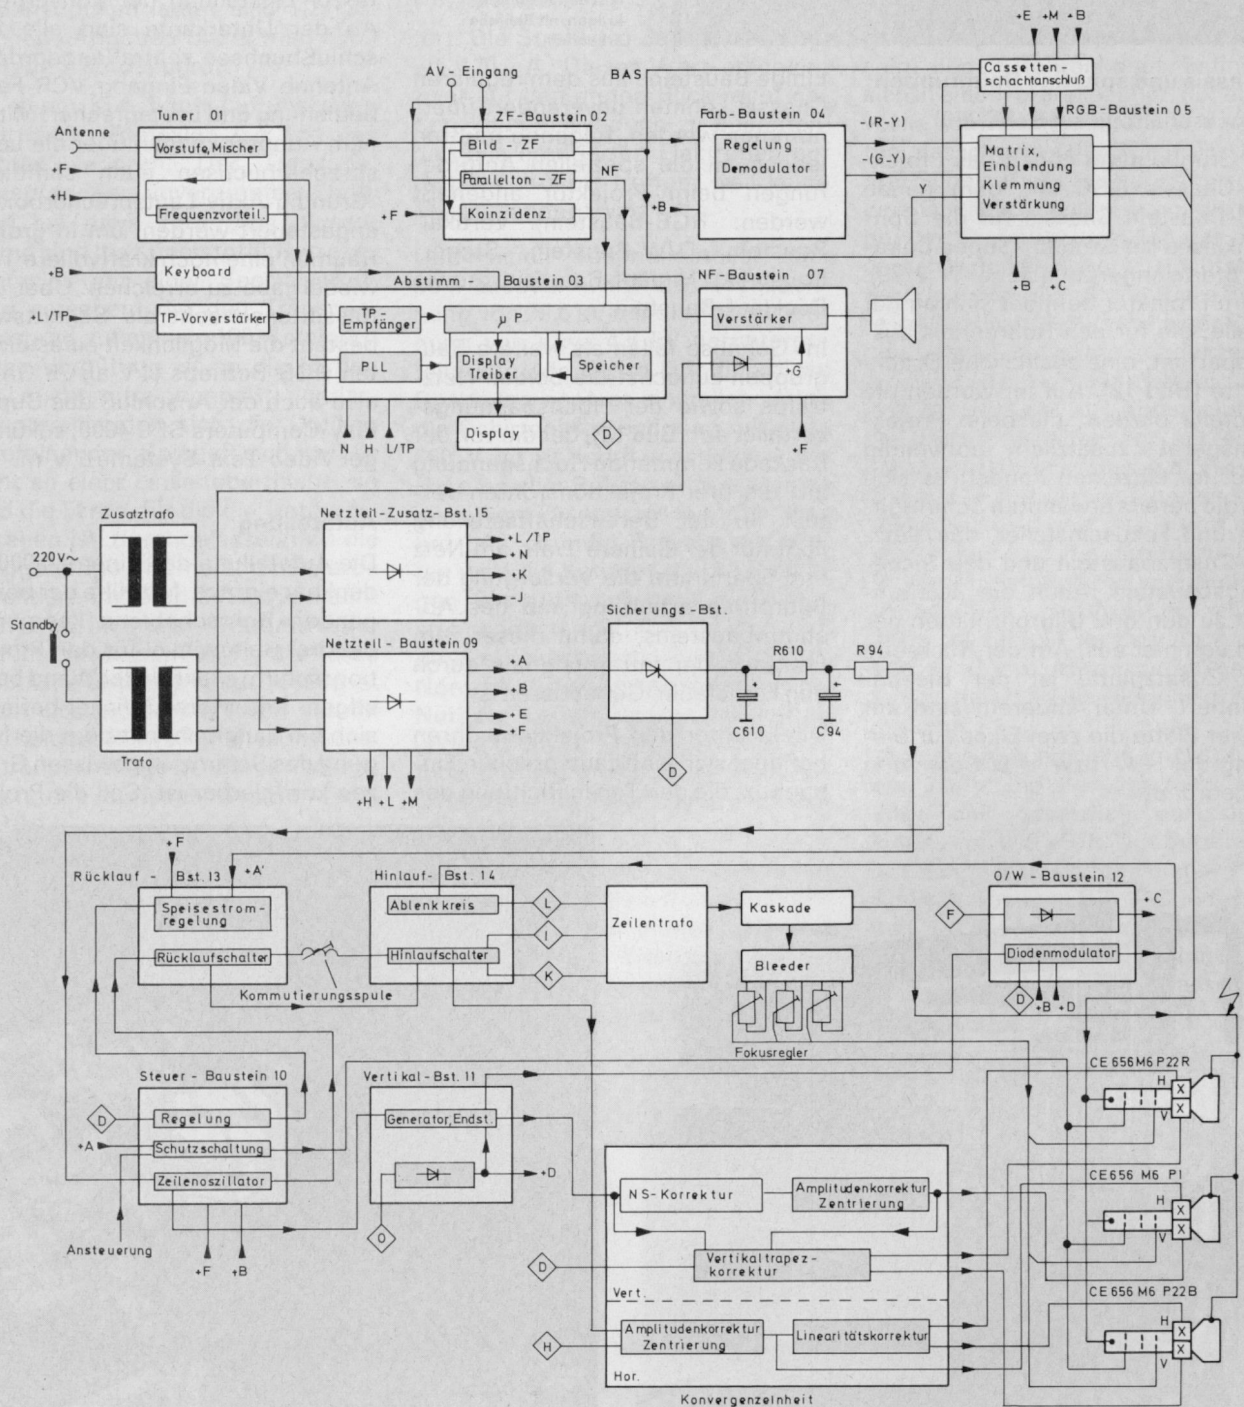 +E +M +B
Cassetten-
schachtanschluß
AV - Eingang
BAS
Antenne
Tuner 01
Vorstufe, Mischer
+F
+H
Frequenzvorteil.
ZF-Baustein 02
Bild - ZF
NF
Parallelton - ZF
+F
Koinzidenz
Farb-Baustein 04
Regelung
Demodulator
+B
-(R-Y)
-(G-Y)
Y
RGB-Baustein 05
Matrix,
Einblendung
Klemmung
Verstärkung
+B +C
+B
Keyboard
+L/TP
TP-Vorverstärker
Abstimm - Baustein 03
TP-
Empfänger
µ P
PLL
Display
Treiber
Speicher
N H L/TP
Display
D
NF-Baustein 07
Verstärker
+G
+F
Zusatztrafo
220V~
Standby
Trafo
Netzteil-Zusatz-Bst.15
+L/TP
-N
+K
-J
Netzteil-Baustein 09
+A
+B
+E
+F
+H +L +M
Sicherungs-Bst.
D
R610 R 94
C610 C94
+F
Rücklauf - Bst.13
+A'
Speisestrom-
regelung
Rücklaufschalter
Kommutierungsspule
Hinlauf- Bst. 14
Ablenkkreis
Hinlaufschalter
L
I
K
Zeilentrafo
Kaskade
Bleeder
Fokusregler
O/W - Baustein 12
F
+C
Diodenmodulator
D
+B +D
Steuer - Baustein 10
D
Regelung
+A
Schutzschaltung
Zeilenoszillator
Ansteuerung
+F +B
Vertikal-Bst. 11
Generator, Endst.
+D
O
CE 656 M6 P22R
H
X
X
V
CE656 M6 P1
H
X
X
V
CE 656 M6 P22B
H
X
X
V
NS-Korrektur
Amplitudenkorrektur
Zentrierung
D
Vertikaltrapez-
korrektur
Vert.
H
Amplitudenkorrektur
Zentrierung
Linearitätskorrektur
Hor.
Konvergenzeinheit